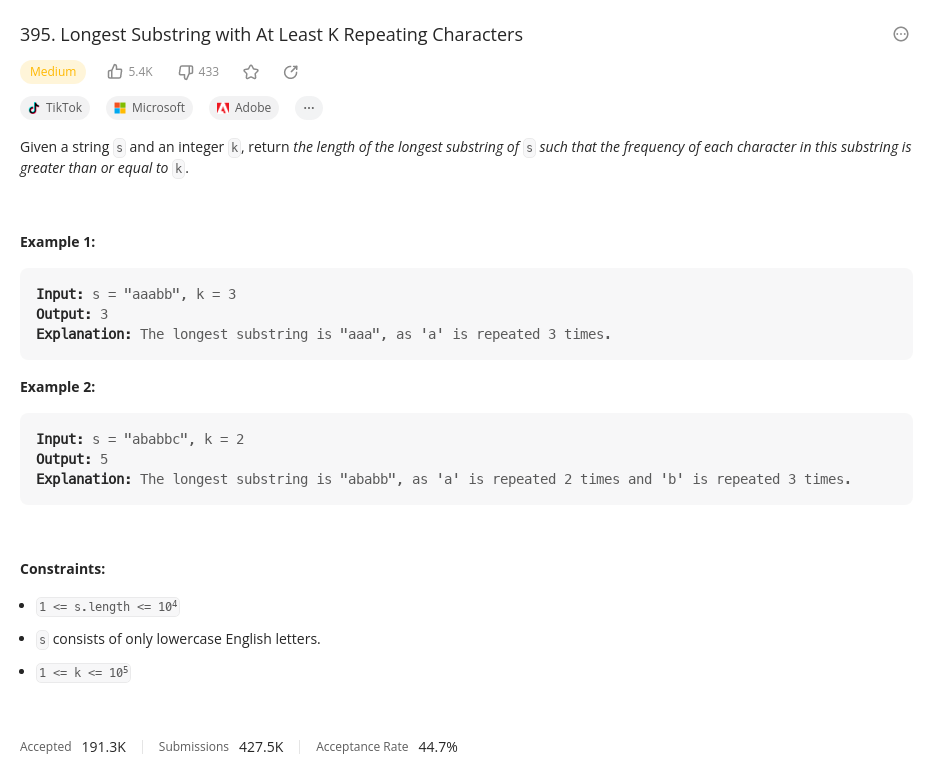 395. Longest Substring with At Least K Repeating Characters
Medium 5.4K 433
TikTok Microsoft Adobe ...
Given a string s and an integer k, return the length of the longest substring of s such that the frequency of each character in this substring is
greater than or equal to k.
Example 1:
Input: s = "aaabb", k = 3
Output: 3
Explanation: The longest substring is "aaa", as 'a' is repeated 3 times.
Example 2:
Input: s = "ababbc", k = 2
Output: 5
Explanation: The longest substring is "ababb", as 'a' is repeated 2 times and 'b' is repeated 3 times.
Constraints:
• 1 <= s.length <= 10⁴
• s consists of only lowercase English letters.
• 1 <= k <= 10⁵
Accepted 191.3K Submissions 427.5K Acceptance Rate 44.7%